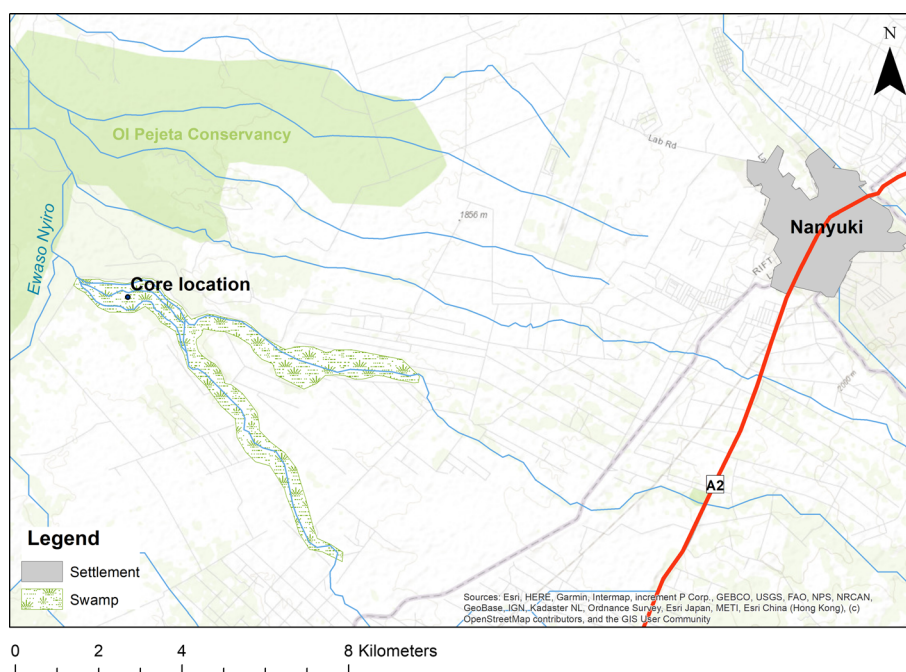 N
Ol Pejeta Conservancy
Lab Rd
La
1856 m
Nanyuki
Ewaso Nyiro
Core location
RIFT
L
2000 m
A2
Legend
Settlement
Swamp
Sources: Esri, HERE, Garmin, Intermap, increment P Corp., GEBCO, USGS, FAO, NPS, NRCAN,
GeoBase, IGN, Kadaster NL, Ordnance Survey, Esri Japan, METI, Esri China (Hong Kong), (c)
OpenStreetMap contributors, and the GIS User Community
0 2 4 8 Kilometers